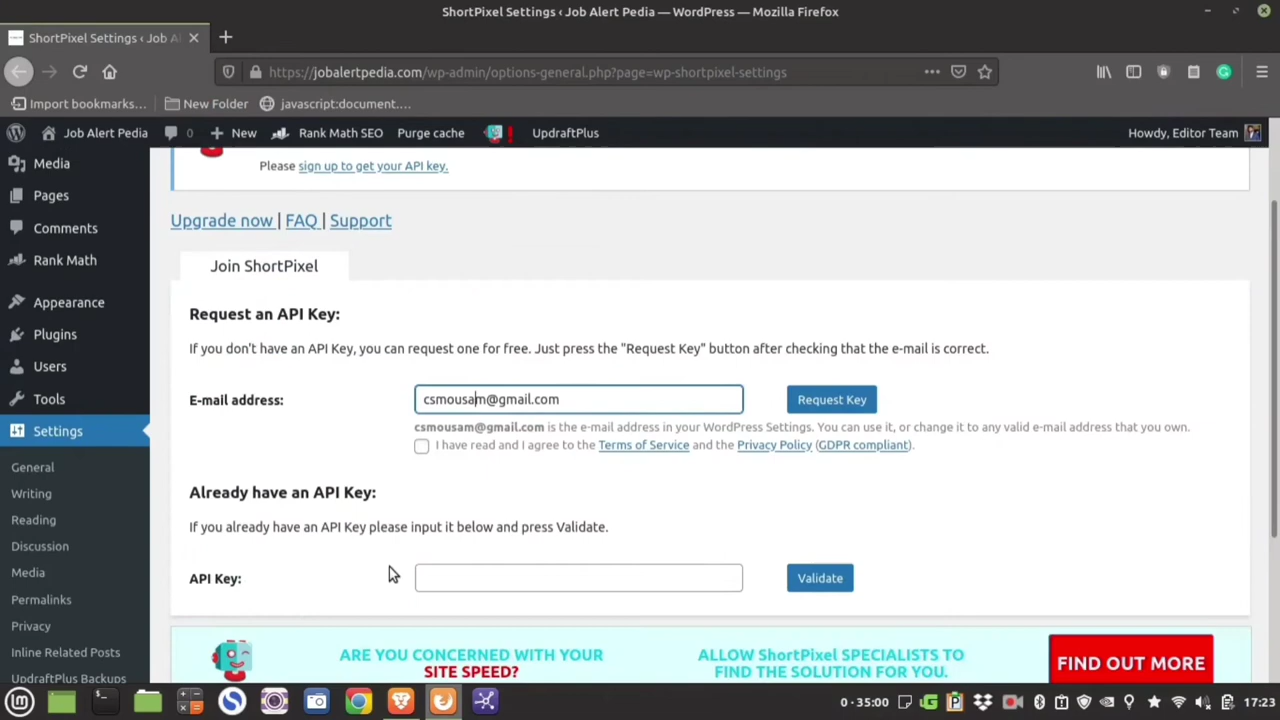 ShortPixel Settings ‹ Job Alert Pedia — WordPress — Mozilla Firefox
ShortPixel Settings ‹ Job Al
https://jobalertpedia.com/wp-admin/options-general.php?page=wp-shortpixel-settings
Import bookmarks... New Folder javascript:document....
Job Alert Pedia 0 New Rank Math SEO Purge cache ! UpdraftPlus Howdy, Editor Team
Media
Pages
Comments
Rank Math
Appearance
Plugins
Users
Tools
Settings
General
Writing
Reading
Discussion
Media
Permalinks
Privacy
Inline Related Posts
UpdraftPlus Backups
Please sign up to get your API key.
Upgrade now | FAQ | Support
Join ShortPixel
Request an API Key:
If you don't have an API Key, you can request one for free. Just press the "Request Key" button after checking that the e-mail is correct.
E-mail address: csmousam@gmail.com Request Key
csmousam@gmail.com is the e-mail address in your WordPress Settings. You can use it, or change it to any valid e-mail address that you own.
I have read and I agree to the Terms of Service and the Privacy Policy (GDPR compliant).
Already have an API Key:
If you already have an API Key please input it below and press Validate.
API Key: Validate
ARE YOU CONCERNED WITH YOUR
SITE SPEED?
ALLOW ShortPixel SPECIALISTS TO
FIND THE SOLUTION FOR YOU.
FIND OUT MORE
0 - 35:00 17:23